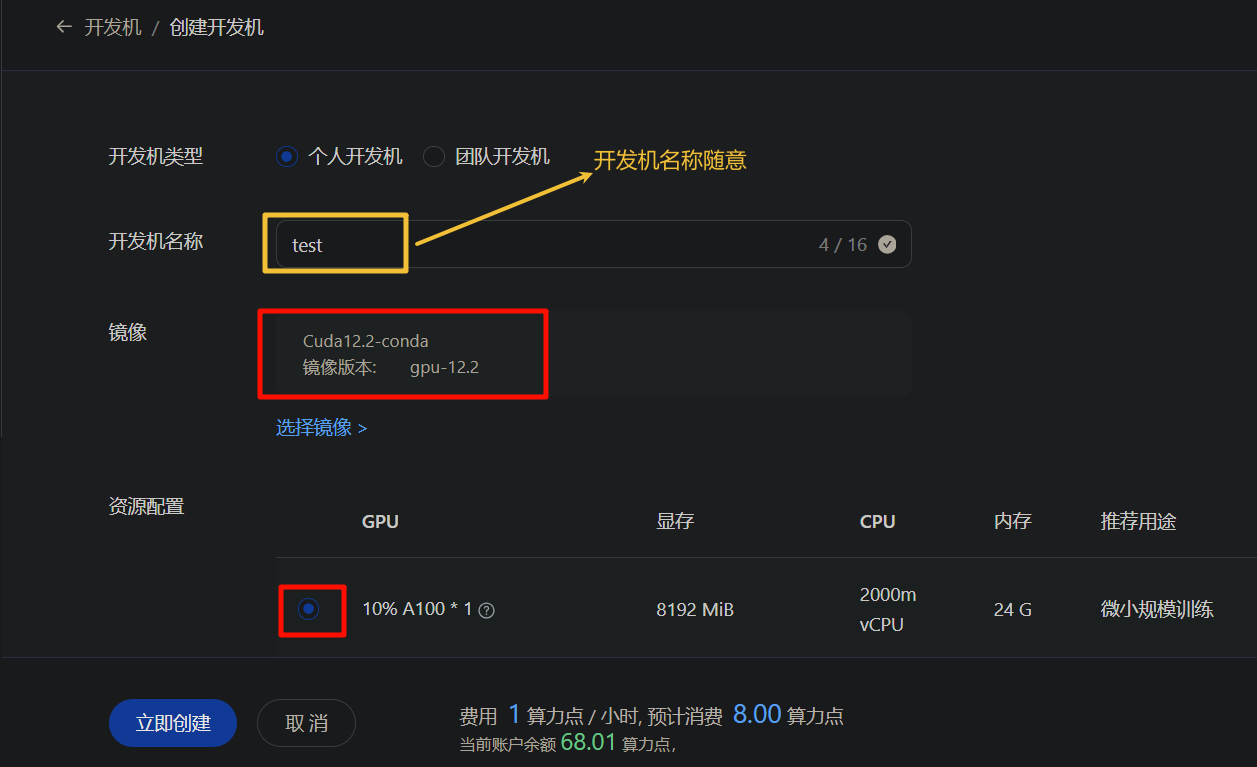 ← 开发机 / 创建开发机
开发机类型 个人开发机 团队开发机 开发机名称随意
开发机名称 test 4 / 16
镜像 Cuda12.2-conda
镜像版本: gpu-12.2
选择镜像 >
资源配置
GPU 显存 CPU 内存 推荐用途
10% A100 * 1 ? 8192 MiB 2000m vCPU 24 G 微小规模训练
立即创建 取 消 费用 1 算力点 / 小时, 预计消费 8.00 算力点
当前账户余额 68.01 算力点,